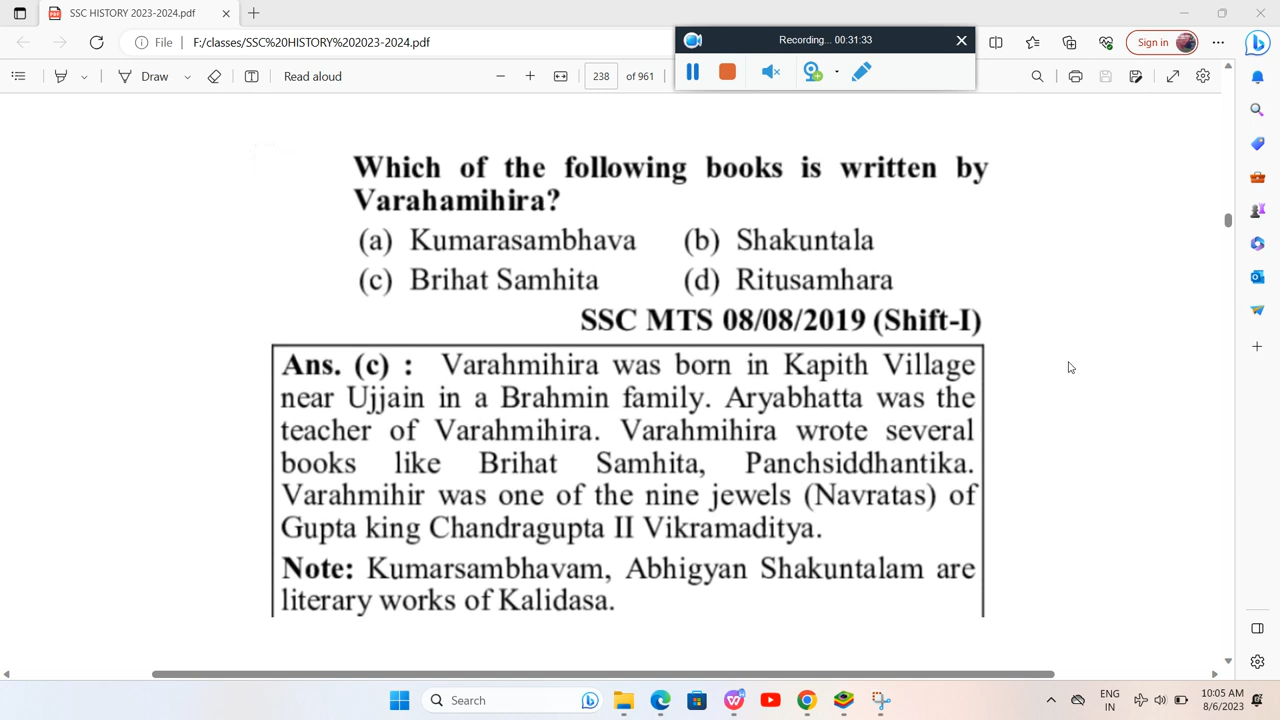 SSC HISTORY 2023-2024.pdf
Recording... 00:31:33
File F:/classes/SSC%20HISTORY%202023-2024.pdf
Sign in
Draw
Read aloud
238 of 961
Which of the following books is written by
Varahamihira?
(a) Kumarasambhava (b) Shakuntala
(c) Brihat Samhita (d) Ritusamhara
SSC MTS 08/08/2019 (Shift-I)
Ans. (c) : Varahmihira was born in Kapith Village
near Ujjain in a Brahmin family. Aryabhatta was the
teacher of Varahmihira. Varahmihira wrote several
books like Brihat Samhita, Panchsiddhantika.
Varahmihir was one of the nine jewels (Navratas) of
Gupta king Chandragupta II Vikramaditya.
Note: Kumarsambhavam, Abhigyan Shakuntalam are
literary works of Kalidasa.
Search
ENG
IN
10:05 AM
8/6/2023